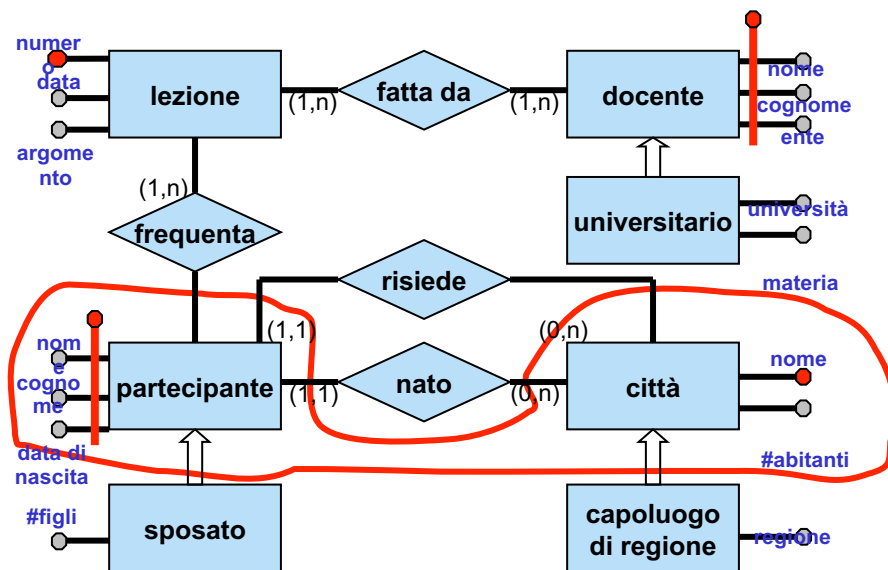 numer
o
data
argome
nto
lezione
(1,n)
fatta da
(1,n)
docente
nome
cognome
ente
(1,n)
frequenta
universitario
università
materia
risiede
(1,1)
(0,n)
nom
e
cogno
me
data di
nascita
partecipante
(1,1)
nato
(0,n)
città
nome
#abitanti
#figli
sposato
capoluogo
di regione
regione